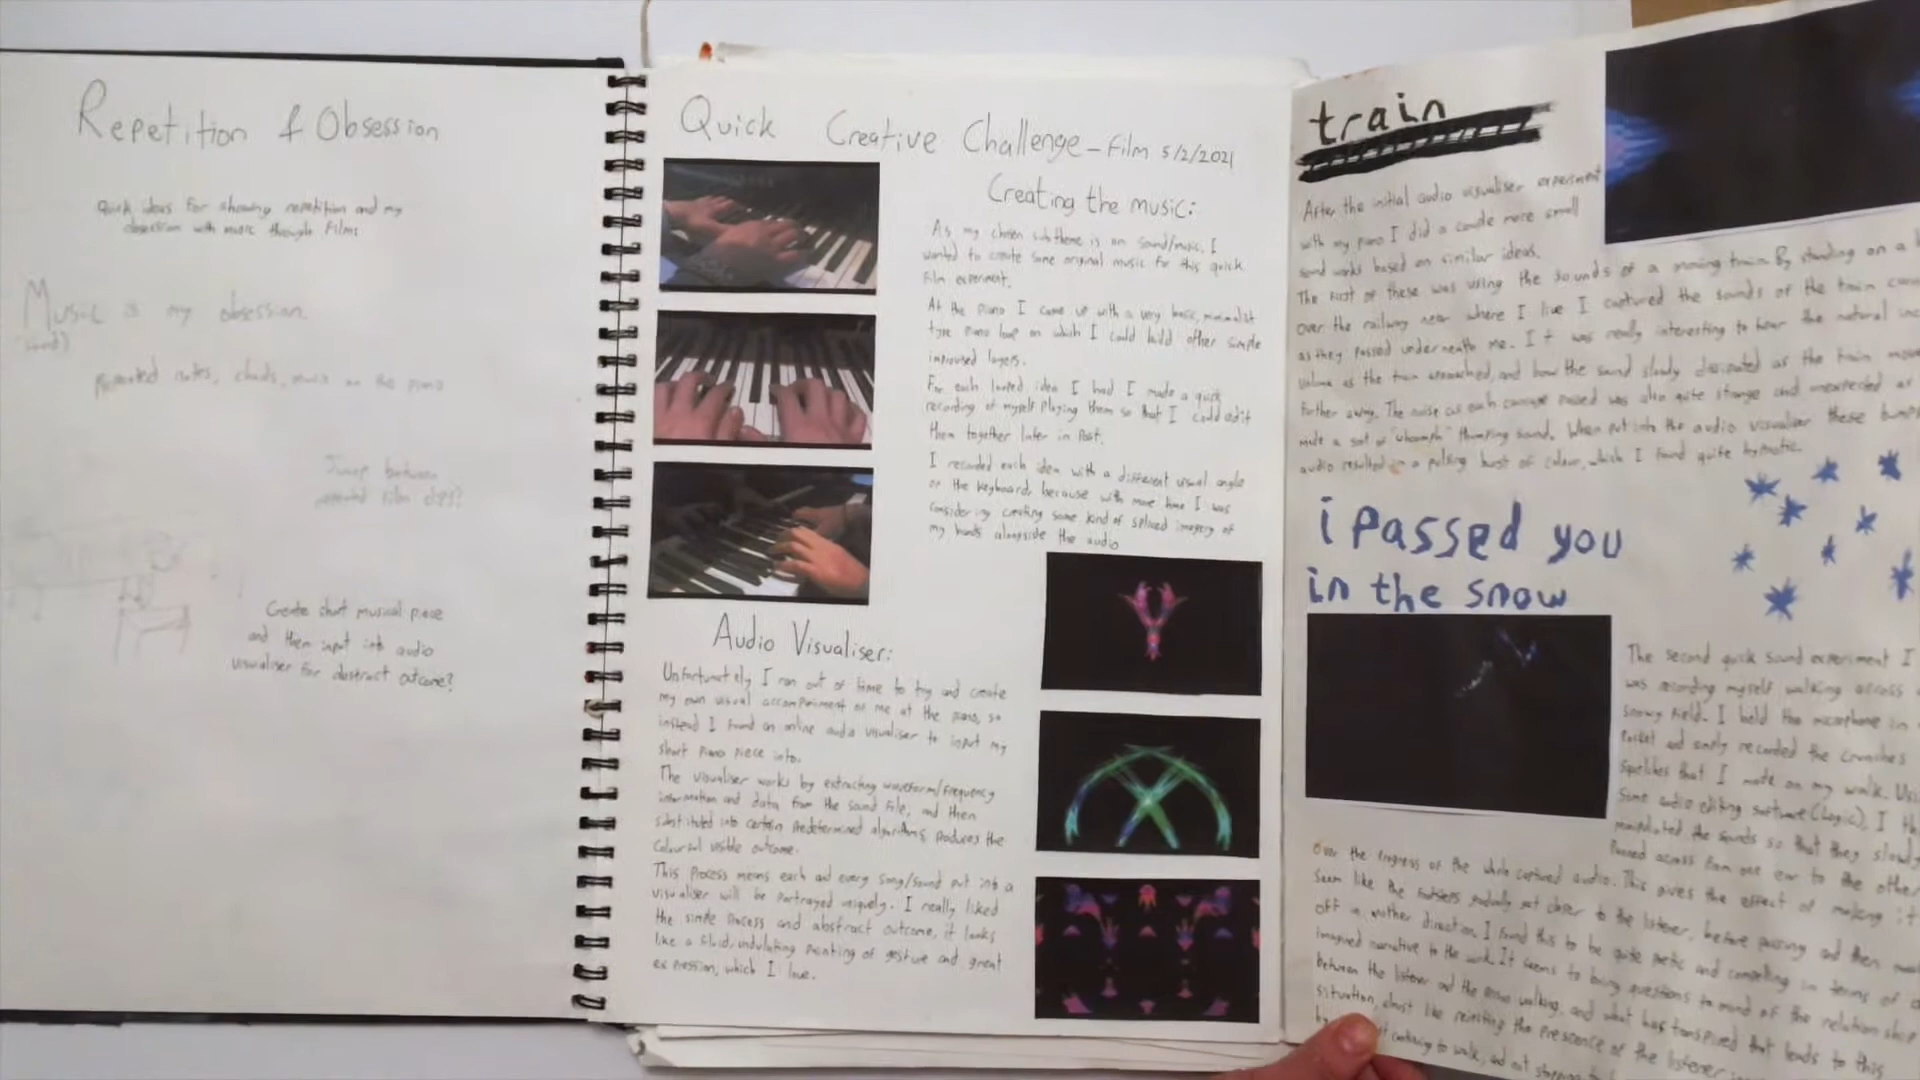 Repetition & Obsession
Quick ideas for showing repetition and my
obsession with music through films
Music is my obsession.
(sound)
Repeated notes, chords, music on the piano
Jump between
film clips?
Create short musical piece
and then input into audio
visualiser for abstract outcome?
Quick Creative Challenge - Film 5/2/2021
Creating the music:
As my chosen subtheme is on sound/music, I
wanted to create some original music for this quick
film experiment.
At the piano I came up with a very basic, minimalist
type piano loop on which I could build other simple
improvised layers.
For each looped idea I had I made a quick
recording of myself playing them so that I could edit
them together later in post.
I recorded each idea with a different visual angle
of the keyboard, because with more time I was
considering creating some kind of spliced imagery of
my hands alongside the audio
Audio Visualiser:
Unfortunately I ran out of time to try and create
my own visual accompaniment of me at the piano, so
instead I found an online audio visualiser to input my
short piano piece into.
The visualiser works by extracting waveform/frequency
information and data from the sound file, and then
substituted into certain predetermined algorithms, produces the
colourful visible outcome.
This process means each and every song/sound put into a
visualiser will be portrayed uniquely. I really liked
the simple process and abstract outcome, it looks
like a fluid, undulating painting of gesture and great
expression, which I love.
train
After the initial audio visualiser experiment
with my piano I did a couple more small
sound works based on similar ideas.
The first of these was using the sounds of a moving train. By standing on a
over the railway near where I live I captured the sounds of the train
as they passed underneath me. It was really interesting to hear the natural
volume as the train approached, and how the sound slowly dissipated as the train
further away. The noise as each carriage passed was also quite strange and unexpected as
made a sort of "whoomph" thumping sound. When put into the audio visualiser these
audio resulted in a pulsing burst of colour, which I found quite hypnotic.
i passed you
in the snow
The second quick sound experiment I
was recording myself walking across
snowy field. I held the microphone in
pocket and simply recorded the crunches
squelches that I made on my walk.
some audio editing software (Logic), I
manipulated the sounds so that they slowly
panned across from one ear to the other
over the progress of the whole captured audio. This gives the effect of making it
seem like the footsteps gradually get closer to the listener, before passing and then
off in another direction. I found this to be quite poetic and compelling in terms of
imagined narrative to the work. It seems to bring questions to mind of the relationship
between the listener and the person walking, and what has transpired that leads to this
situation, almost like rejecting the prescence of the listener
continuing to walk, and not